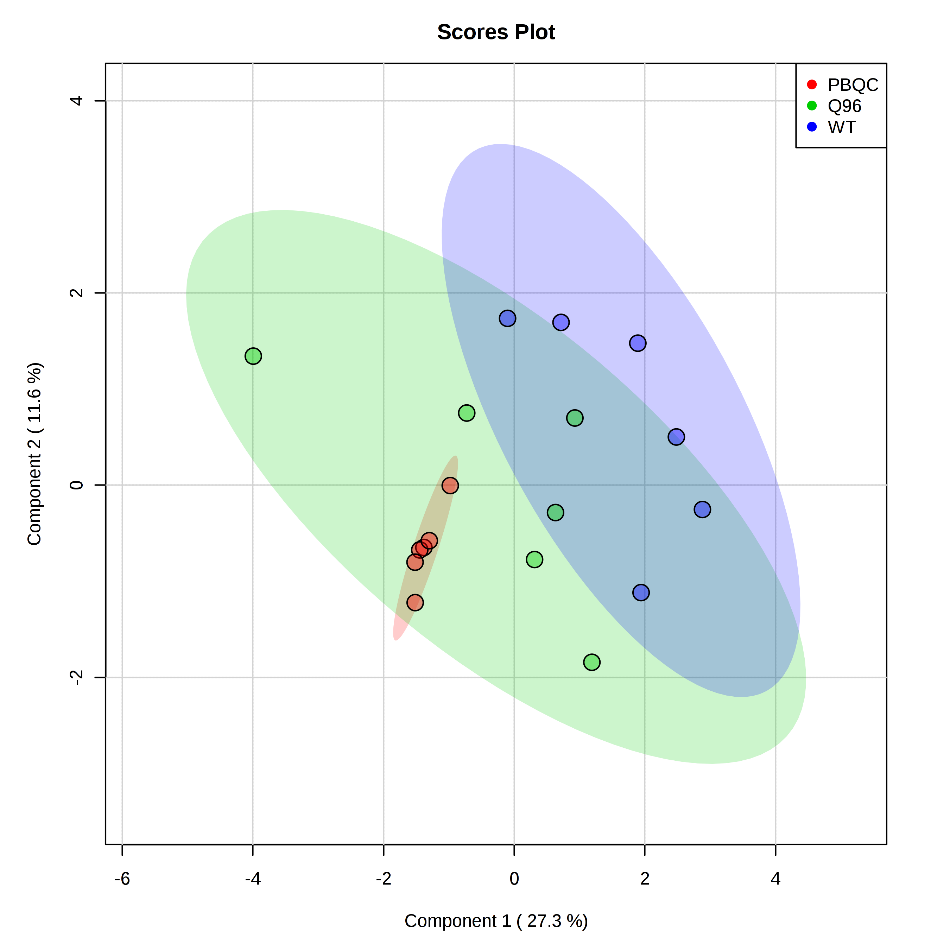 Scores Plot
PBQC
Q96
WT
4
2
0
-2
Component 2 ( 11.6 %)
-6
-4
-2
0
2
4
Component 1 ( 27.3 %)